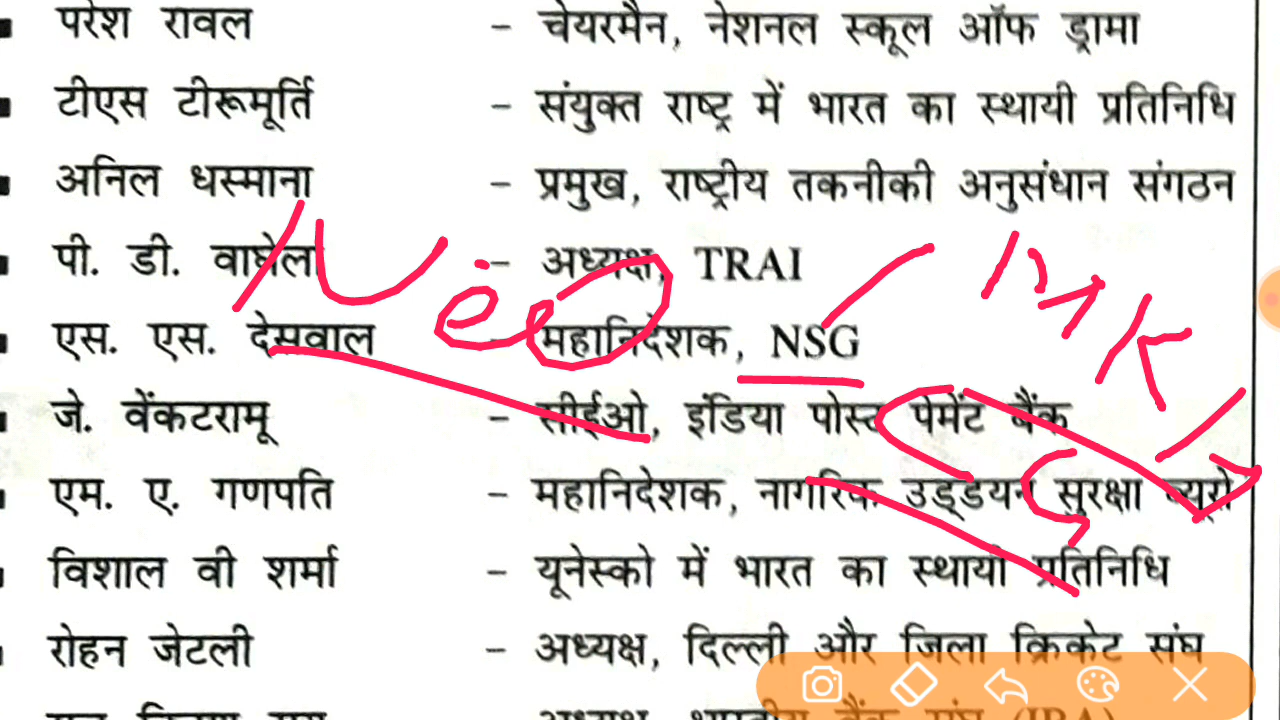 परेश रावल – चेयरमैन, नेशनल स्कूल ऑफ ड्रामा
टीएस टीरूमूर्ति – संयुक्त राष्ट्र में भारत का स्थायी प्रतिनिधि
अनिल धस्माना – प्रमुख, राष्ट्रीय तकनीकी अनुसंधान संगठन
पी. डी. वाघेला – अध्यक्ष, TRAI
एस. एस. देसवाल – महानिदेशक, NSG
जे. वेंकटरामू – सीईओ, इंडिया पोस्ट पेमेंट बैंक
एम. ए. गणपति – महानिदेशक, नागरिक उड्डयन सुरक्षा ब्यूरो
विशाल वी शर्मा – यूनेस्को में भारत का स्थायी प्रतिनिधि
रोहन जेटली – अध्यक्ष, दिल्ली और जिला क्रिकेट संघ